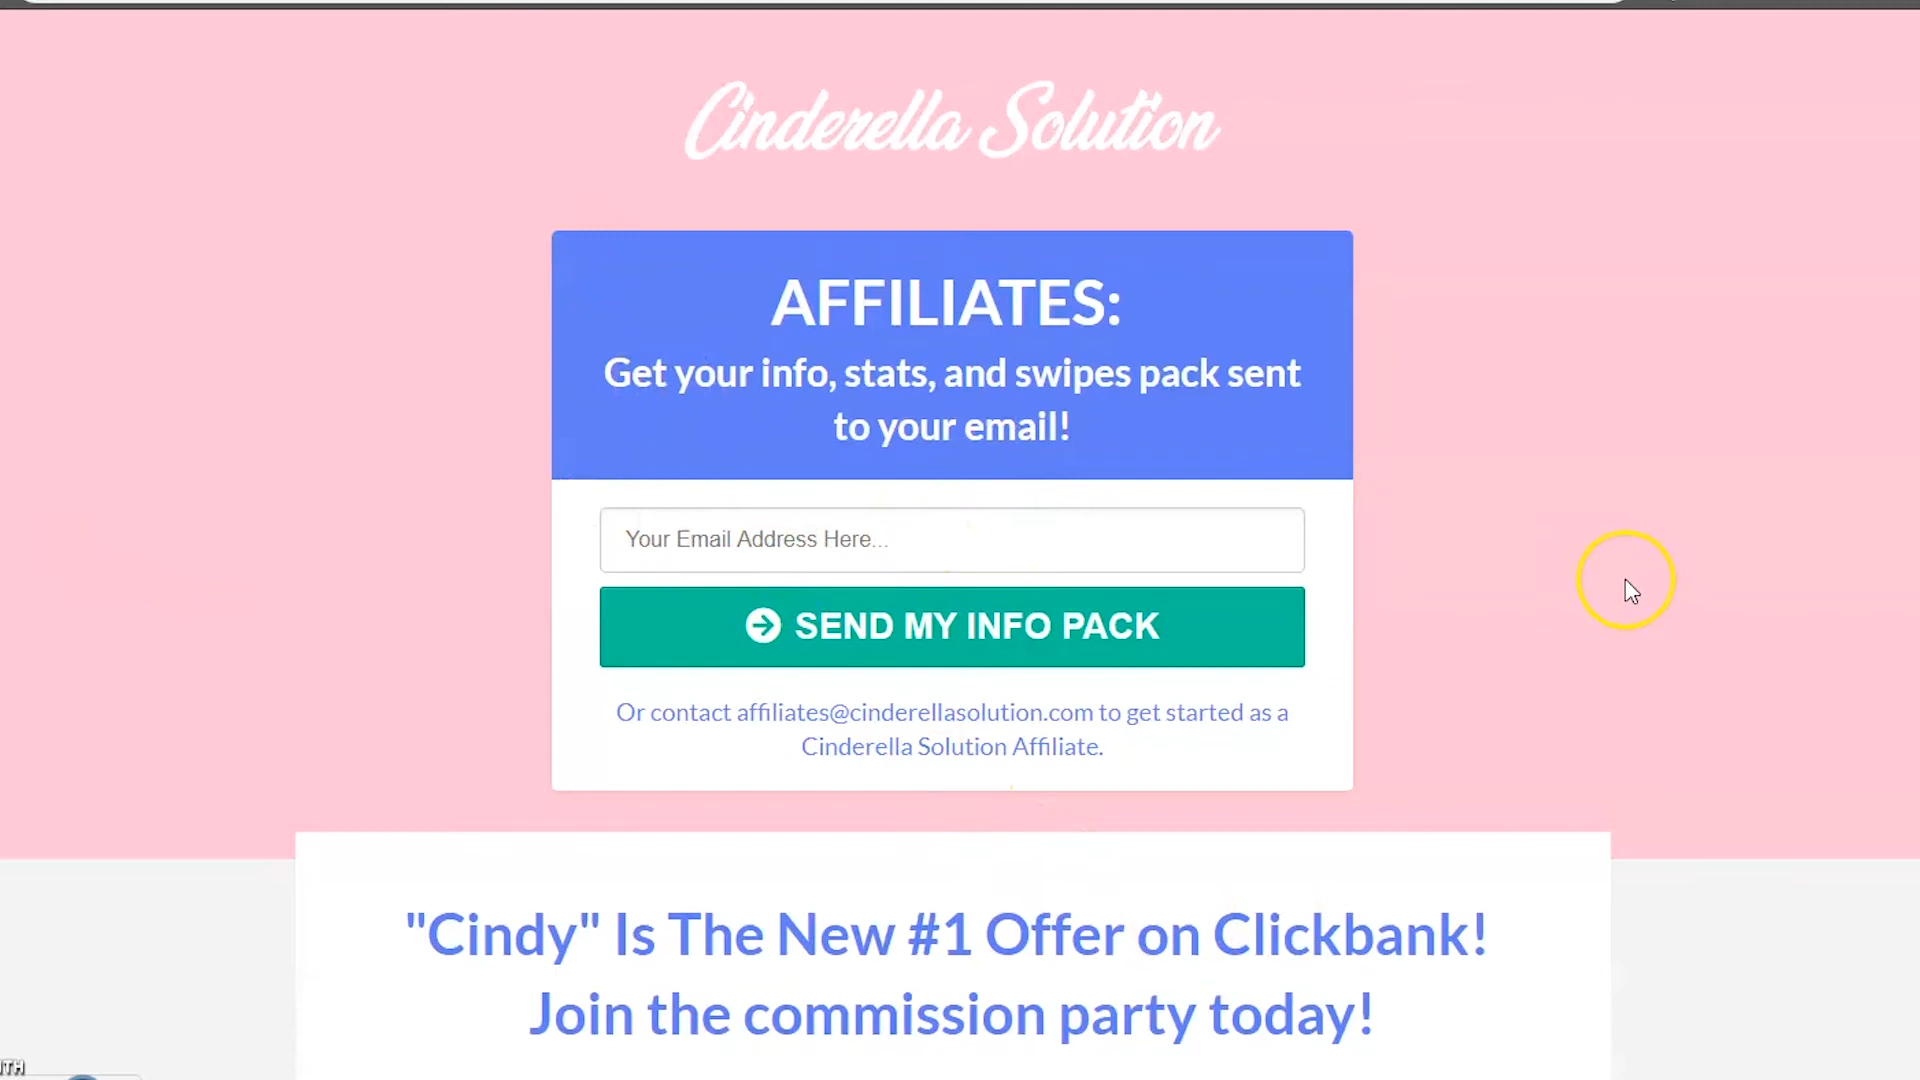 Cinderella Solution
AFFILIATES:
Get your info, stats, and swipes pack sent
to your email!
Your Email Address Here...
SEND MY INFO PACK
Or contact affiliates@cinderellasolution.com to get started as a
Cinderella Solution Affiliate.
"Cindy" Is The New #1 Offer on Clickbank!
Join the commission party today!